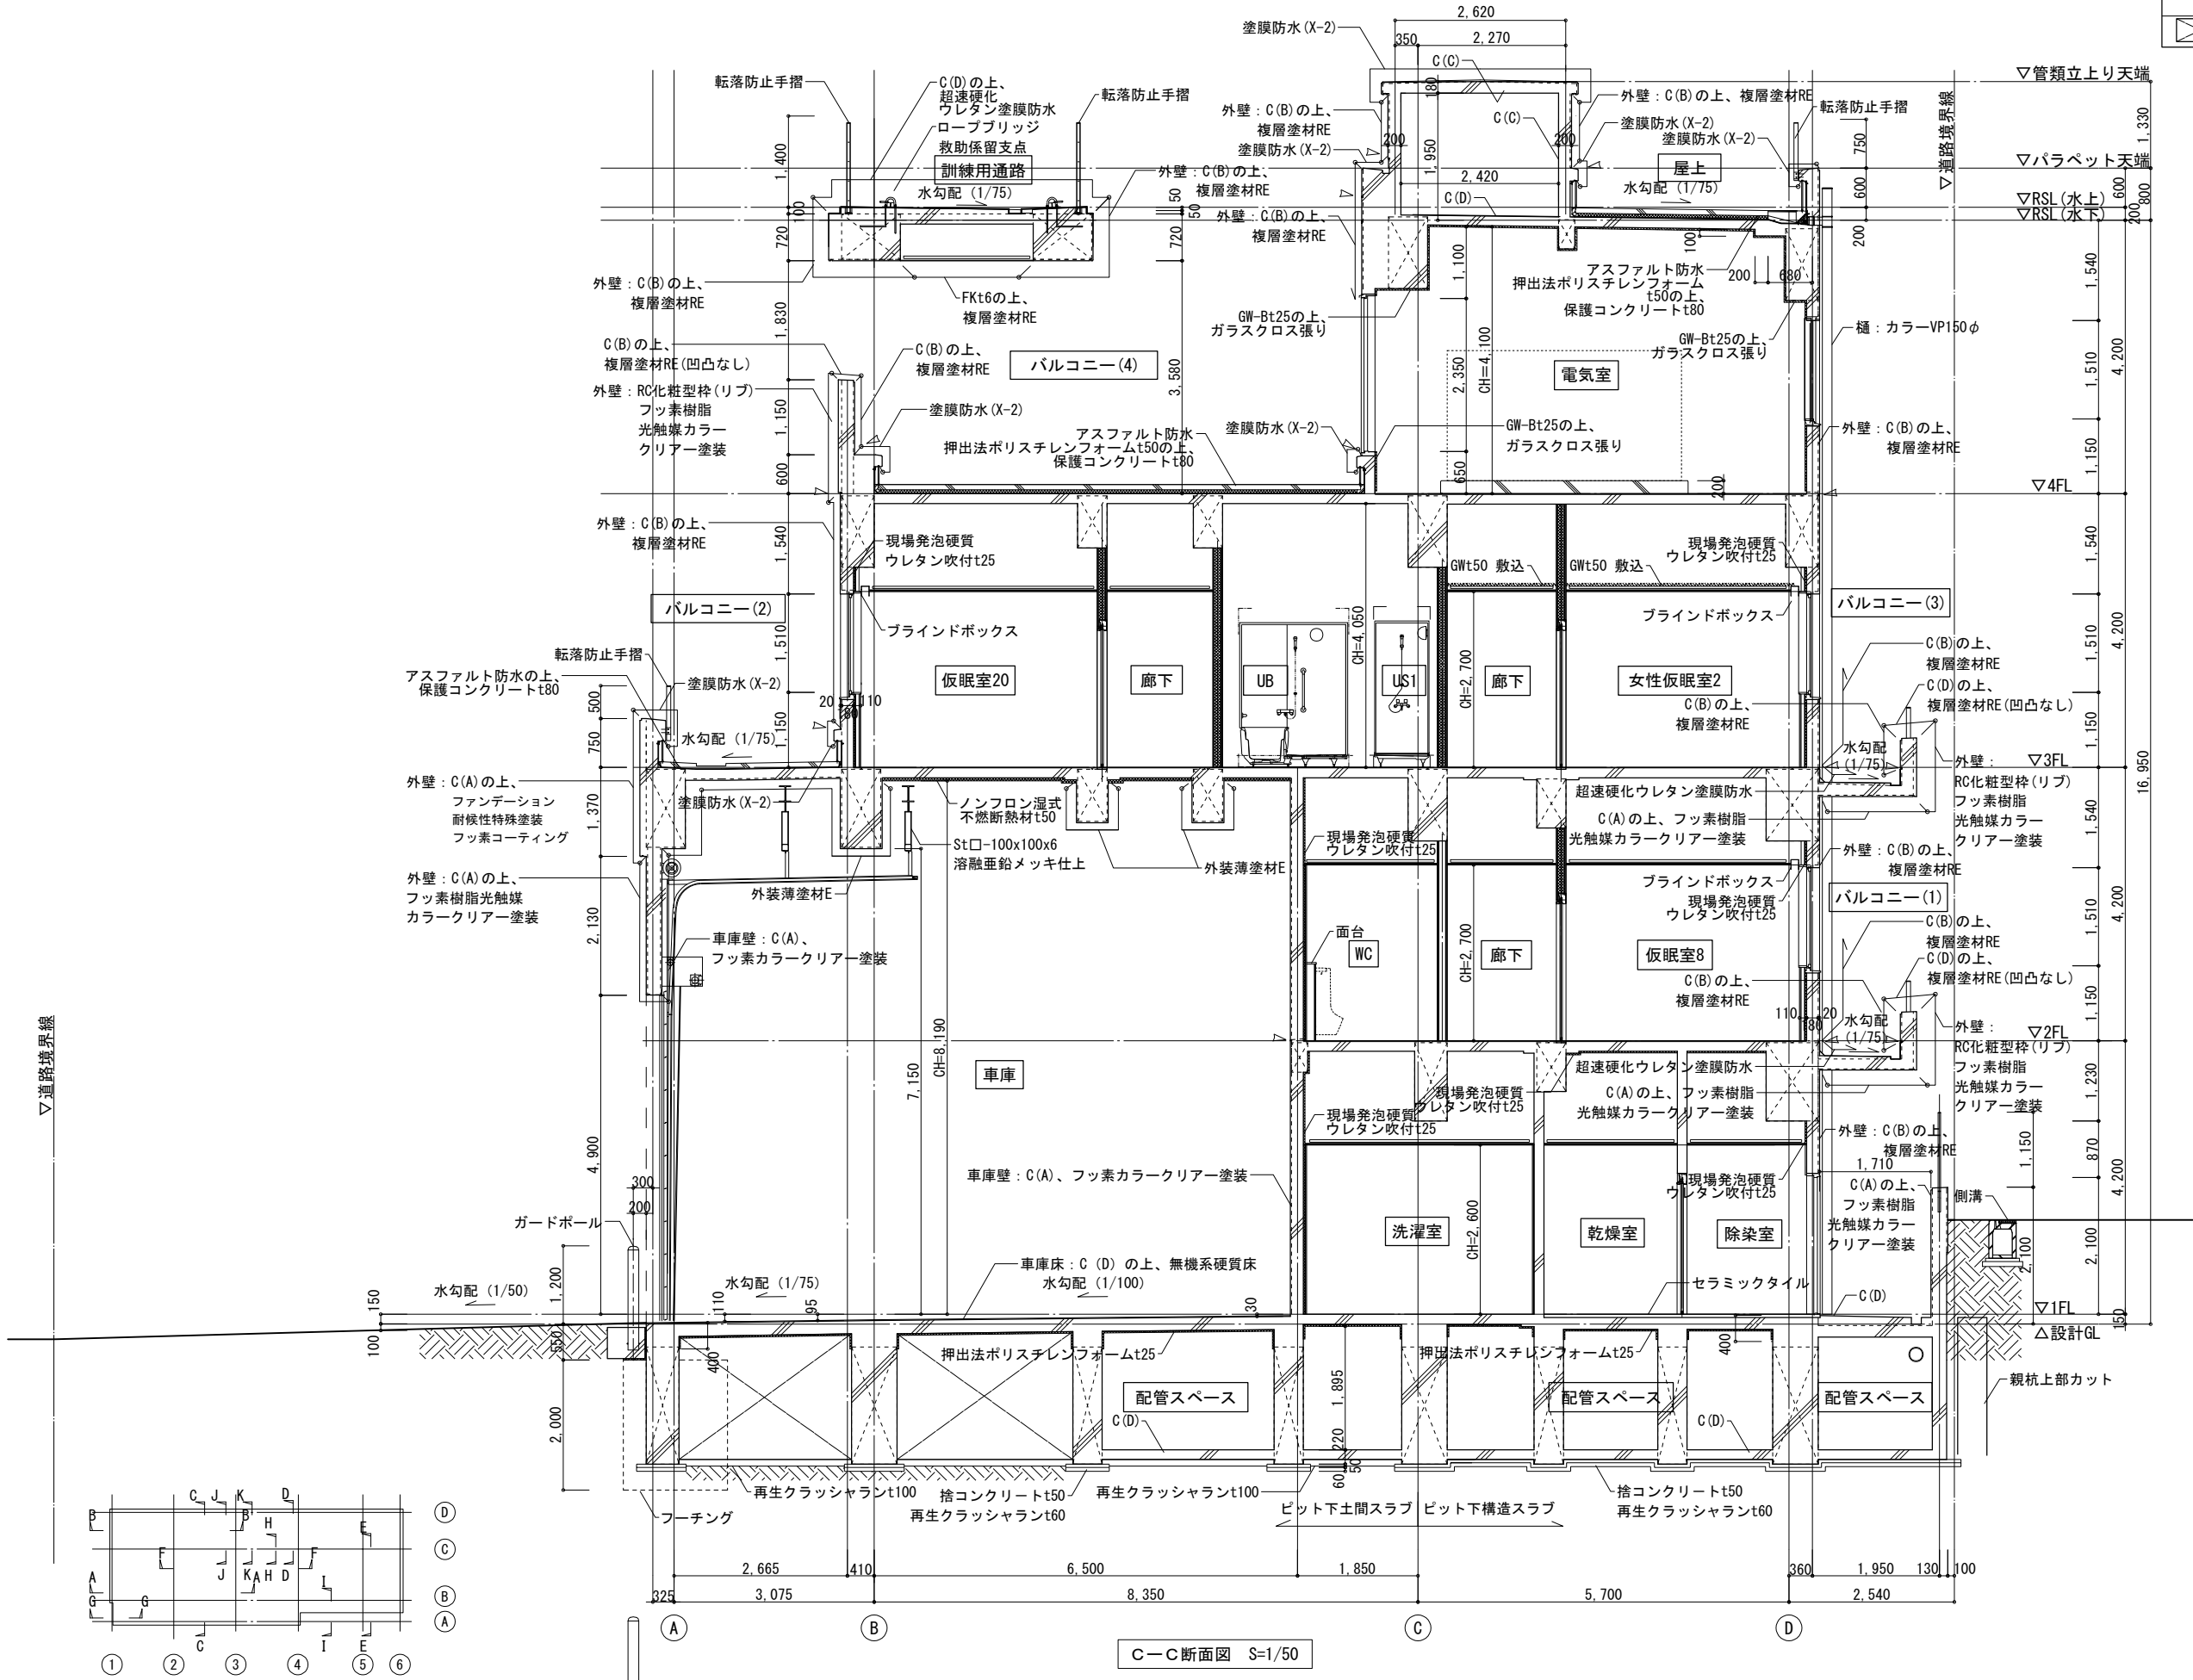 2,620
350
2,270
塗膜防水(X-2)
C(C)
180
▽管類立上り天端
転落防止手摺
C(D)の上、
超速硬化
ウレタン塗膜防水
ロープブリッジ
救助係留支点
転落防止手摺
外壁：C(B)の上、
複層塗材RE
塗膜防水(X-2)
外壁：C(B)の上、複層塗材RE
C(C)
塗膜防水(X-2)
塗膜防水(X-2)
転落防止手摺
▽道路境界線
1,330
1,400
訓練用通路
水勾配 (1/75)
200
1,950
200
屋上
水勾配 (1/75)
750
▽パラペット天端
外壁：C(B)の上、
複層塗材RE
2,420
C(D)
600
600
800
▽RSL(水上)
▽RSL(水下)
200
200
100
720
50
50
720
外壁：C(B)の上、
複層塗材RE
1,100
100
アスファルト防水
押出法ポリスチレンフォーム
t50の上、
保護コンクリートt80
200
680
1,540
外壁：C(B)の上、
複層塗材RE
FKt6の上、
複層塗材RE
GW-Bt25の上、
ガラスクロス張り
GW-Bt25の上、
ガラスクロス張り
樋：カラーVP150φ
1,830
C(B)の上、
複層塗材RE(凹凸なし)
C(B)の上、
複層塗材RE
バルコニー(4)
3,580
2,350
CH=4,100
電気室
1,510
4,200
外壁：RC化粧型枠(リブ)
フッ素樹脂
光触媒カラー
クリアー塗装
1,150
塗膜防水(X-2)
アスファルト防水
押出法ポリスチレンフォームt50の上、
保護コンクリートt80
塗膜防水(X-2)
GW-Bt25の上、
ガラスクロス張り
外壁：C(B)の上、
複層塗材RE
1,150
600
650
200
▽4FL
外壁：C(B)の上、
複層塗材RE
1,540
現場発泡硬質
ウレタン吹付t25
GWt50 敷込
GWt50 敷込
現場発泡硬質
ウレタン吹付t25
1,540
バルコニー(2)
ブラインドボックス
CH=4,050
ブラインドボックス
バルコニー(3)
4,200
転落防止手摺
アスファルト防水の上、
保護コンクリートt80
塗膜防水(X-2)
1,510
仮眠室20
廊下
UB
US1
CH=2,700
廊下
女性仮眠室2
C(B)の上、
複層塗材RE
1,510
C(B)の上、
複層塗材RE
C(D)の上、
複層塗材RE(凹凸なし)
500
20
110
80
750
水勾配 (1/75)
1,150
水勾配
(1/75)
1,150
外壁：
RC化粧型枠(リブ)
フッ素樹脂
光触媒カラー
クリアー塗装
▽3FL
16,950
外壁：C(A)の上、
ファンデーション
耐候性特殊塗装
フッ素コーティング
1,370
塗膜防水(X-2)
ノンフロン湿式
不燃断熱材t50
St口-100x100x6
溶融亜鉛メッキ仕上
外装薄塗材E
外装薄塗材E
現場発泡硬質
ウレタン吹付t25
超速硬化ウレタン塗膜防水
C(A)の上、フッ素樹脂
光触媒カラークリアー塗装
1,540
外壁：C(B)の上、
複層塗材RE
外壁：C(A)の上、
フッ素樹脂光触媒
カラークリアー塗装
2,130
車庫壁：C(A)、
フッ素カラークリアー塗装
面台
WC
CH=2,700
廊下
仮眠室8
ブラインドボックス
現場発泡硬質
ウレタン吹付t25
バルコニー(1)
1,510
4,200
C(B)の上、
複層塗材RE
C(B)の上、
複層塗材RE
C(D)の上、
複層塗材RE(凹凸なし)
110
20
180
水勾配
(1/75)
1,150
外壁：
RC化粧型枠(リブ)
フッ素樹脂
光触媒カラー
クリアー塗装
▽2FL
▽道路境界線
7,150
CH=8,190
車庫
超速硬化ウレタン塗膜防水
現場発泡硬質
ウレタン吹付t25
現場発泡硬質
ウレタン吹付t25
C(A)の上、フッ素樹脂
光触媒カラークリアー塗装
1,230
外壁：C(B)の上、
複層塗材RE
1,150
870
4,900
300
200
車庫壁：C(A)、フッ素カラークリアー塗装
現場発泡硬質
ウレタン吹付t25
1,710
C(A)の上、
フッ素樹脂
光触媒カラー
クリアー塗装
側溝
4,200
ガードポール
洗濯室
CH=2,600
乾燥室
除染室
2,100
2,100
車庫床：C (D) の上、無機系硬質床
水勾配 (1/100)
水勾配 (1/50)
1,200
水勾配 (1/75)
セラミックタイル
C(D)
150
110
95
30
▽1FL
△設計GL
150
100
550
400
押出法ポリスチレンフォームt25
押出法ポリスチレンフォームt25
400
2,000
配管スペース
C(D)
1,895
配管スペース
C(D)
配管スペース
親杭上部カット
220
50
60
再生クラッシャランt100
捨コンクリートt50
再生クラッシャランt60
再生クラッシャランt100
ピット下土間スラブ
ピット下構造スラブ
捨コンクリートt50
再生クラッシャランt60
フーチング
2,665
410
6,500
1,850
360
1,950
130
100
325
3,075
8,350
5,700
2,540
A
B
C
D
C J K D
B B H E
F F
J K A H D
A I
G G
C I E
D
C
B
A
1 2 3 4 5 6
C－C断面図 S=1/50